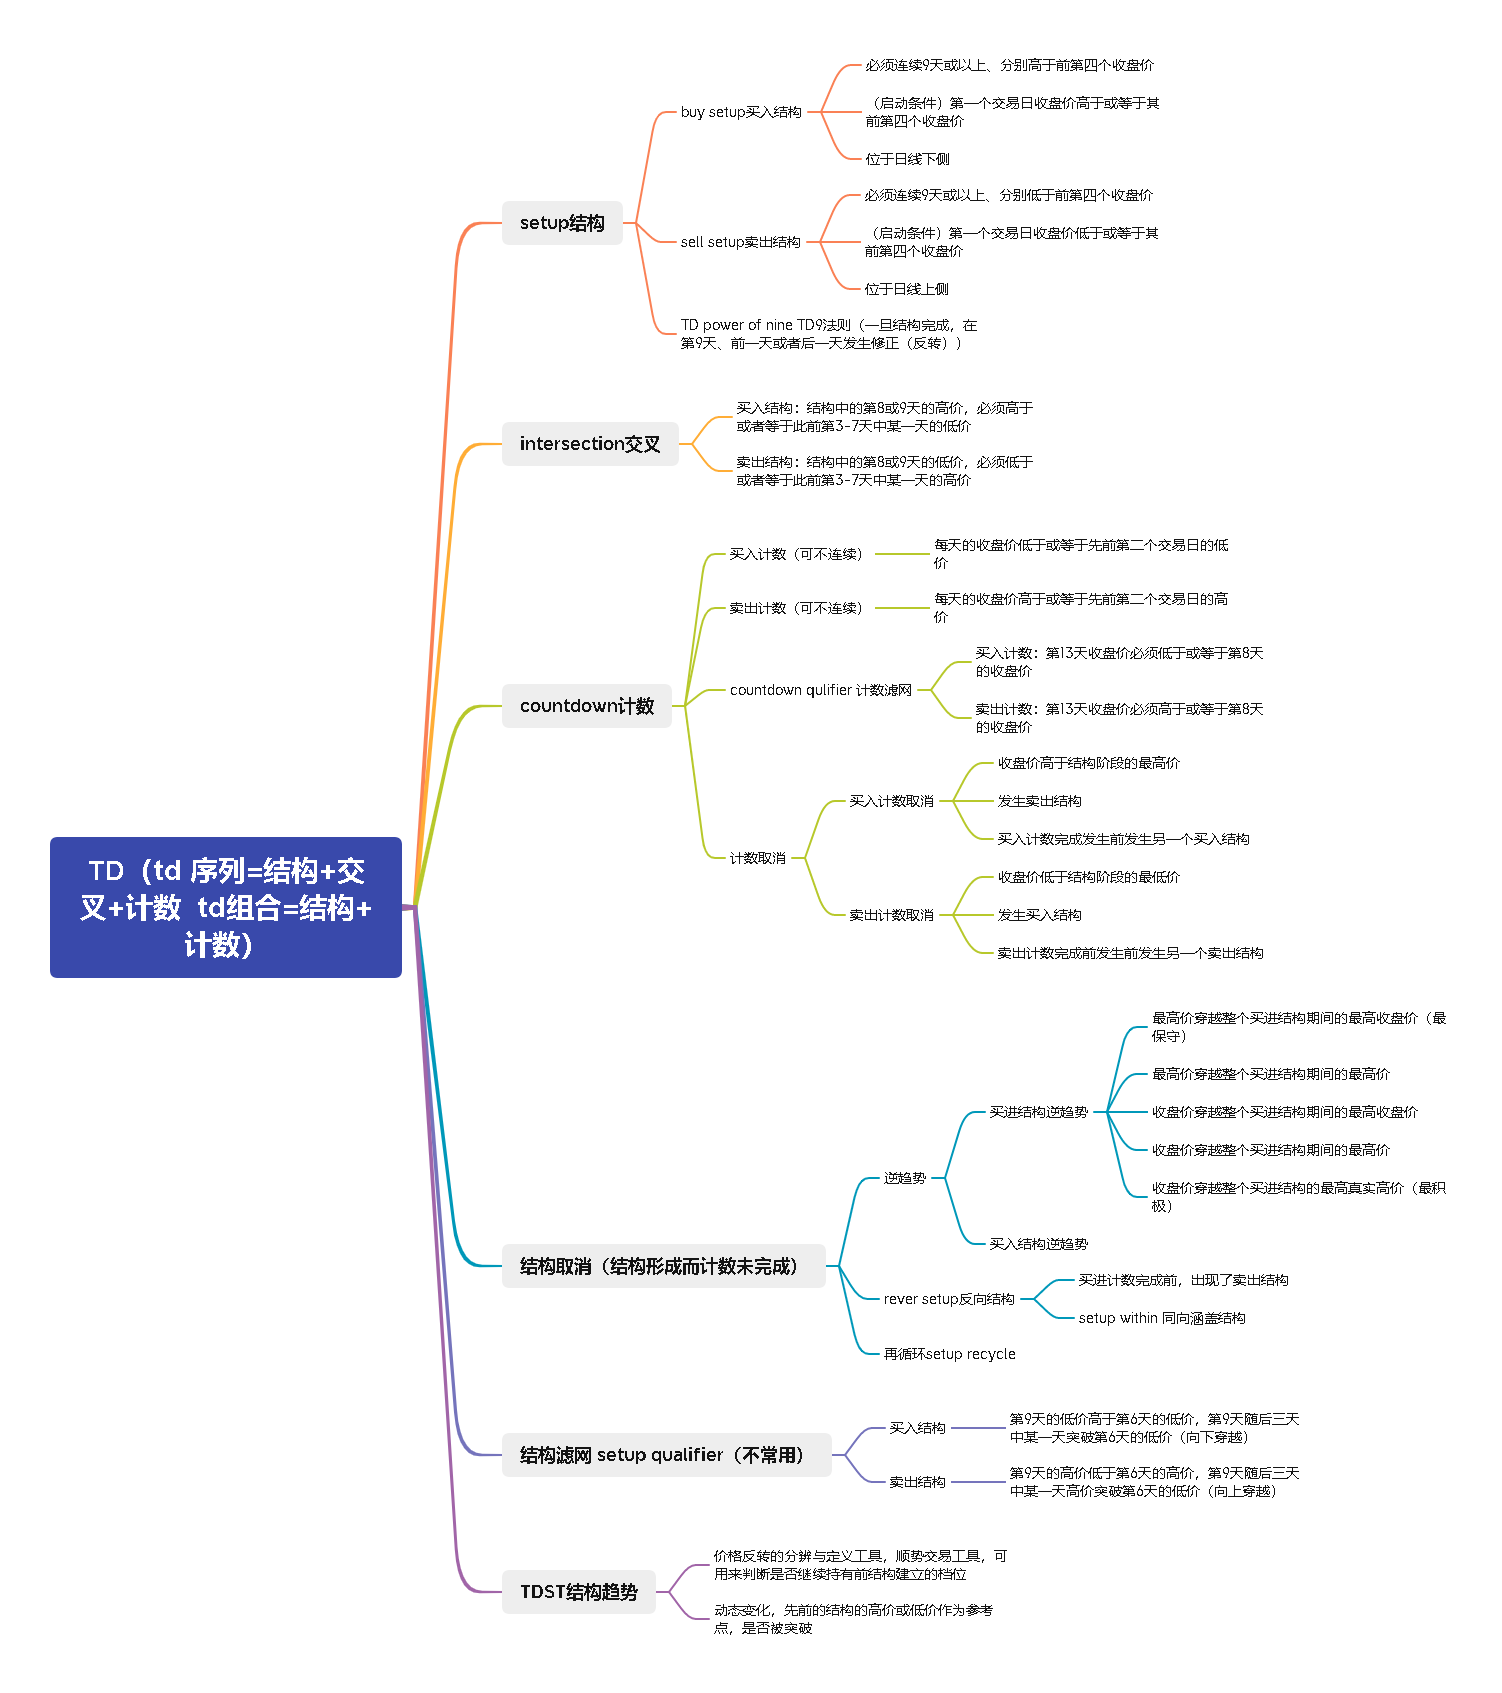 TD（td 序列=结构+交
叉+计数  td组合=结构+
计数）
setup结构
buy setup买入结构
必须连续9天或以上、分别高于前第四个收盘价
（启动条件）第一个交易日收盘价高于或等于其
前第四个收盘价
位于日线下侧
sell setup卖出结构
必须连续9天或以上、分别低于前第四个收盘价
（启动条件）第一个交易日收盘价低于或等于其
前第四个收盘价
位于日线上侧
TD power of nine TD9法则（一旦结构完成，在
第9天、前一天或者后一天发生修正（反转））
intersection交叉
买入结构：结构中的第8或9天的高价，必须高于
或者等于此前第3-7天中某一天的低价
卖出结构：结构中的第8或9天的低价，必须低于
或者等于此前第3-7天中某一天的高价
countdown计数
买入计数（可不连续）
每天的收盘价低于或等于先前第二个交易日的低
价
卖出计数（可不连续）
每天的收盘价高于或等于先前第二个交易日的高
价
countdown qulifier 计数滤网
买入计数：第13天收盘价必须低于或等于第8天
的收盘价
卖出计数：第13天收盘价必须高于或等于第8天
的收盘价
计数取消
买入计数取消
收盘价高于结构阶段的最高价
发生卖出结构
买入计数完成发生前发生另一个买入结构
卖出计数取消
收盘价低于结构阶段的最低价
发生买入结构
卖出计数完成前发生前发生另一个卖出结构
结构取消（结构形成而计数未完成）
逆趋势
买进结构逆趋势
最高价穿越整个买进结构期间的最高收盘价（最
保守）
最高价穿越整个买进结构期间的最高价
收盘价穿越整个买进结构期间的最高收盘价
收盘价穿越整个买进结构期间的最高价
收盘价穿越整个买进结构的最高真实高价（最积
极）
买入结构逆趋势
rever setup反向结构
买进计数完成前，出现了卖出结构
setup within 同向涵盖结构
再循环setup recycle
结构滤网 setup qualifier（不常用）
买入结构
第9天的低价高于第6天的低价，第9天随后三天
中某一天突破第6天的低价（向下穿越）
卖出结构
第9天的高价低于第6天的高价，第9天随后三天
中某一天高价突破第6天的低价（向上穿越）
TDST结构趋势
价格反转的分辨与定义工具，顺势交易工具，可
用来判断是否继续持有前结构建立的档位
动态变化，先前的结构的高价或低价作为参考
点，是否被突破